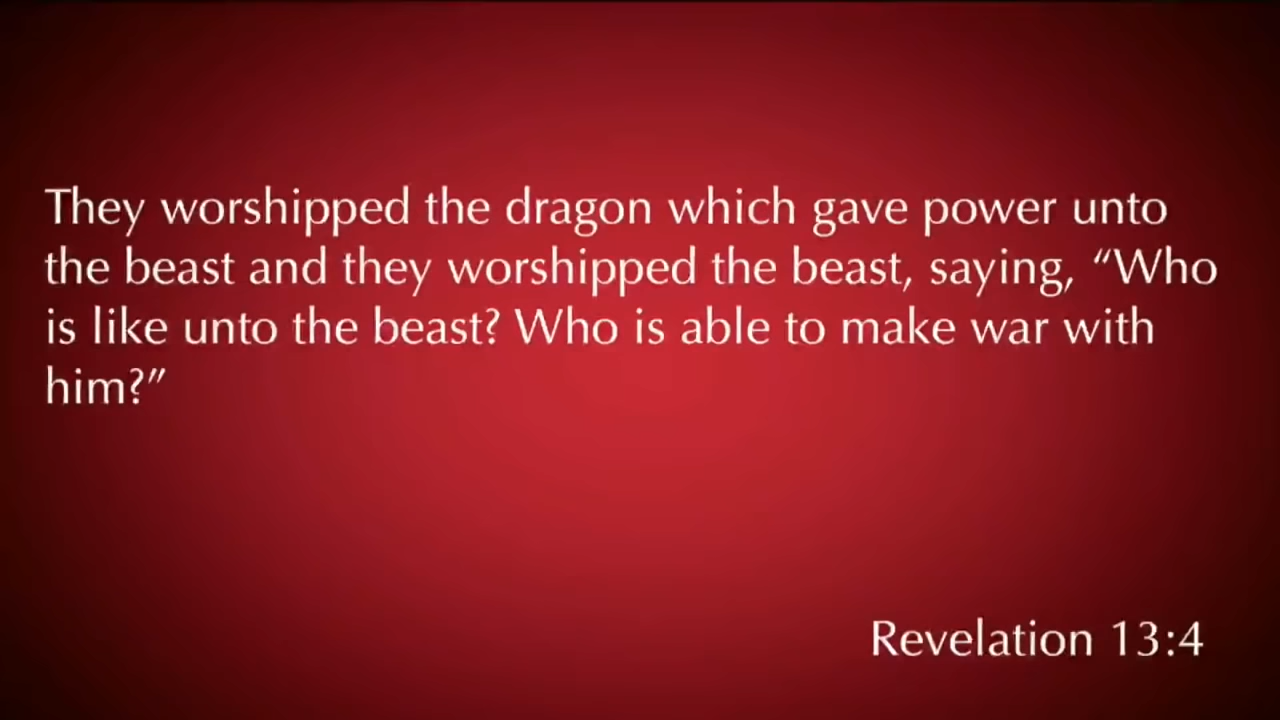 They worshipped the dragon which gave power unto
the beast and they worshipped the beast, saying, “Who
is like unto the beast? Who is able to make war with
him?”
Revelation 13:4